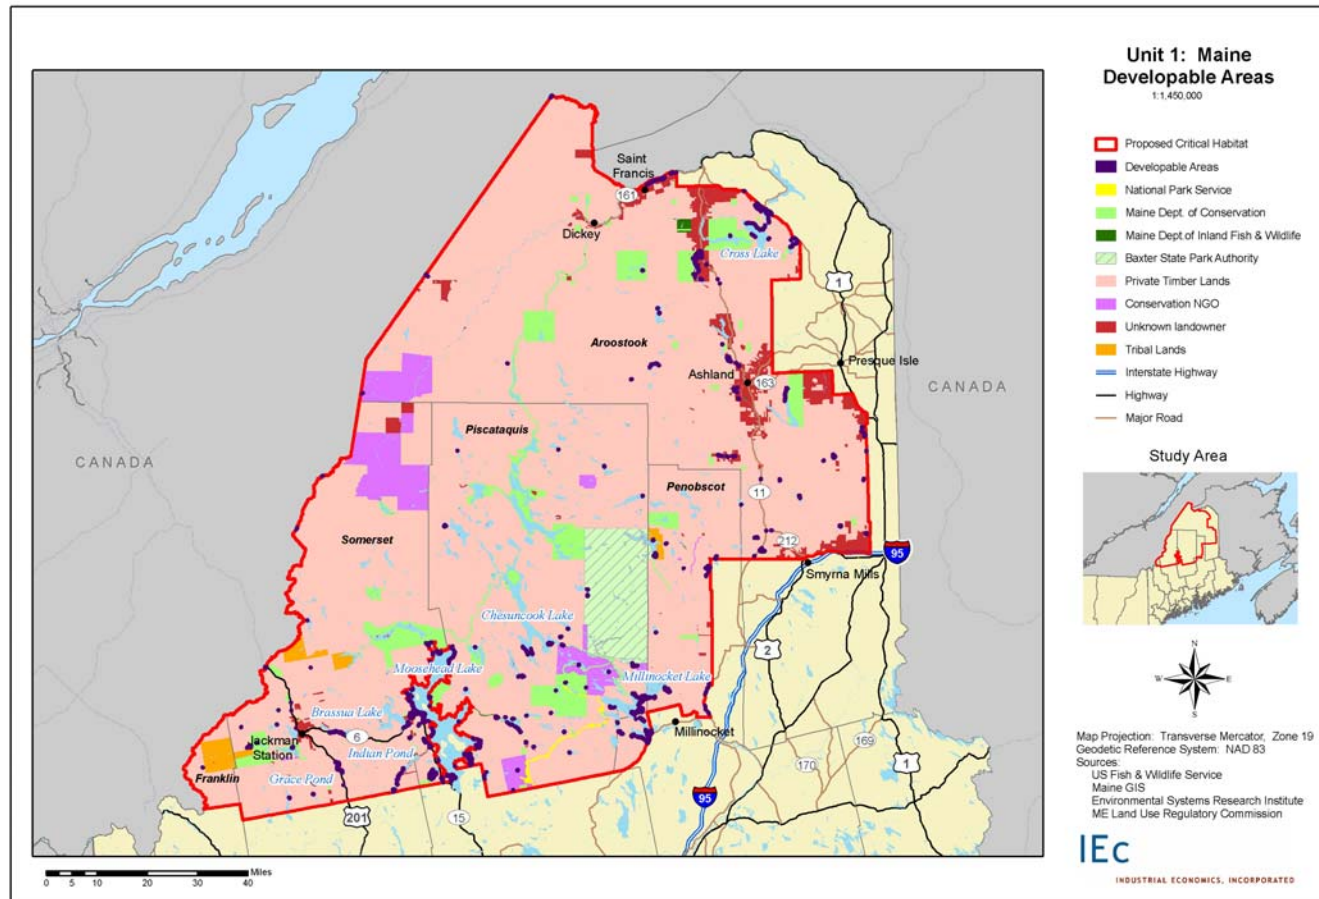 Unit 1: Maine
Developable Areas
1:1,450,000
Proposed Critical Habitat
Developable Areas
National Park Service
Maine Dept. of Conservation
Maine Dept.of Inland Fish & Wildlife
Baxter State Park Authority
Private Timber Lands
Conservation NGO
Unknown landowner
Tribal Lands
Interstate Highway
Highway
Major Road
Study Area
N
W
E
S
Map Projection: Transverse Mercator, Zone 19
Geodetic Reference System: NAD 83
Sources:
US Fish & Wildlife Service
Maine GIS
Environmental Systems Research Institute
ME Land Use Regulatory Commission
IEc
INDUSTRIAL ECONOMICS, INCORPORATED
Saint
Francis
161
Dickey
Cross Lake
1
Aroostook
Presque Isle
Ashland
163
CANADA
Piscataquis
CANADA
Penobscot
11
Somerset
212
95
Smyrna Mills
Chesuncook Lake
2
Moosehead Lake
Millinocket Lake
Brassua Lake
Jackman
Station
6
Indian Pond
Millinocket
169
170
1
Franklin
Grace Pond
95
201
15
Miles
0 5 10 20 30 40